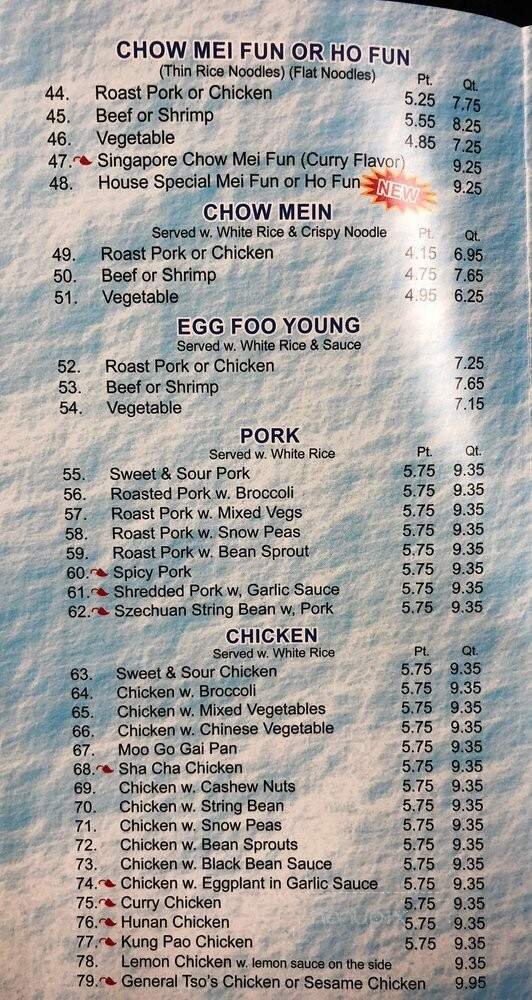 CHOW MEI FUN OR HO FUN
(Thin Rice Noodles) (Flat Noodles) Pt. Qt.
44. Roast Pork or Chicken 5.25 7.75
45. Beef or Shrimp 5.55 8.25
46. Vegetable 4.85 7.25
47. Singapore Chow Mei Fun (Curry Flavor) 9.25
48. House Special Mei Fun or Ho Fun NEW 9.25
CHOW MEIN
Served w. White Rice & Crispy Noodle Pt. Qt.
49. Roast Pork or Chicken 4.15 6.95
50. Beef or Shrimp 4.75 7.65
51. Vegetable 4.95 6.25
EGG FOO YOUNG
Served w. White Rice & Sauce
52. Roast Pork or Chicken 7.25
53. Beef or Shrimp 7.65
54. Vegetable 7.15
PORK
Served w. White Rice Pt. Qt.
55. Sweet & Sour Pork 5.75 9.35
56. Roasted Pork w. Broccoli 5.75 9.35
57. Roast Pork w. Mixed Vegs 5.75 9.35
58. Roast Pork w. Snow Peas 5.75 9.35
59. Roast Pork w. Bean Sprout 5.75 9.35
60. Spicy Pork 5.75 9.35
61. Shredded Pork w, Garlic Sauce 5.75 9.35
62. Szechuan String Bean w, Pork 5.75 9.35
CHICKEN
Served w. White Rice Pt. Qt.
63. Sweet & Sour Chicken 5.75 9.35
64. Chicken w. Broccoli 5.75 9.35
65. Chicken w. Mixed Vegetables 5.75 9.35
66. Chicken w. Chinese Vegetable 5.75 9.35
67. Moo Go Gai Pan 5.75 9.35
68. Sha Cha Chicken 5.75 9.35
69. Chicken w. Cashew Nuts 5.75 9.35
70. Chicken w. String Bean 5.75 9.35
71. Chicken w. Snow Peas 5.75 9.35
72. Chicken w. Bean Sprouts 5.75 9.35
73. Chicken w. Black Bean Sauce 5.75 9.35
74. Chicken w. Eggplant in Garlic Sauce 5.75 9.35
75. Curry Chicken 5.75 9.35
76. Hunan Chicken 5.75 9.35
77. Kung Pao Chicken 5.75 9.35
78. Lemon Chicken w. lemon sauce on the side 9.35
79. General Tso's Chicken or Sesame Chicken 9.95